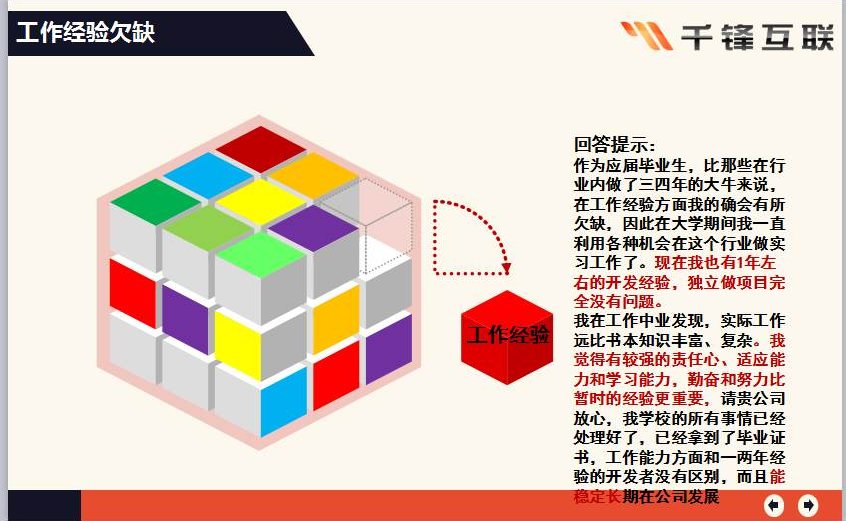 工作经验欠缺
千锋互联
回答提示:
作为应届毕业生，比那些在行
业内做了三四年的大牛来说，
在工作经验方面我的确会有所
欠缺，因此在大学期间我一直
利用各种机会在这个行业做实
习工作了。现在我也有1年左
右的开发经验，独立做项目完
全没有问题。
我在工作中业发现，实际工作
远比书本知识丰富、复杂。我
觉得有较强的责任心、适应能
力和学习能力，勤奋和努力比
暂时的经验更重要，请贵公司
放心，我学校的所有事情已经
处理好了，已经拿到了毕业证
书，工作能力方面和一两年经
验的开发者没有区别，而且能
稳定长期在公司发展
工作经验